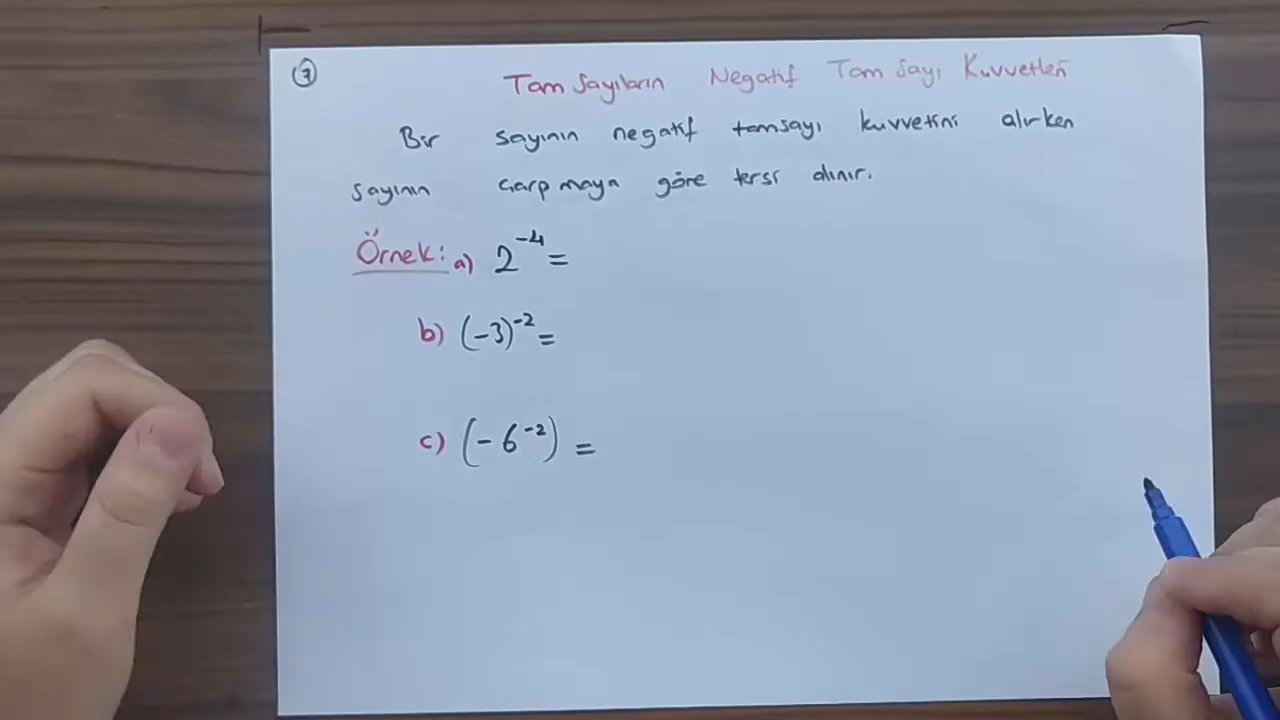 7 Tam Sayıların Negatif Tam Sayı Kuvvetleri
Bir sayının negatif tamsayı kuvvetini alırken
sayının çarpmaya göre tersi alınır.
Örnek: a) 2⁻⁴ =
b) (-3)⁻² =
c) (-6⁻²) =